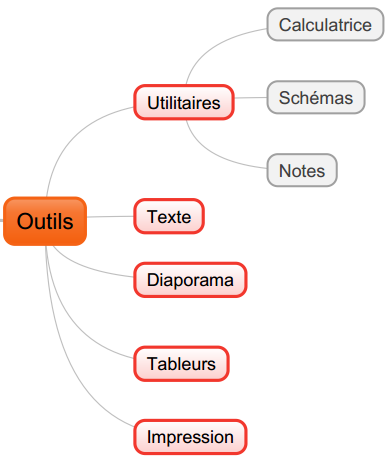 Calculatrice
Utilitaires
Schémas
Notes
Outils
Texte
Diaporama
Tableurs
Impression